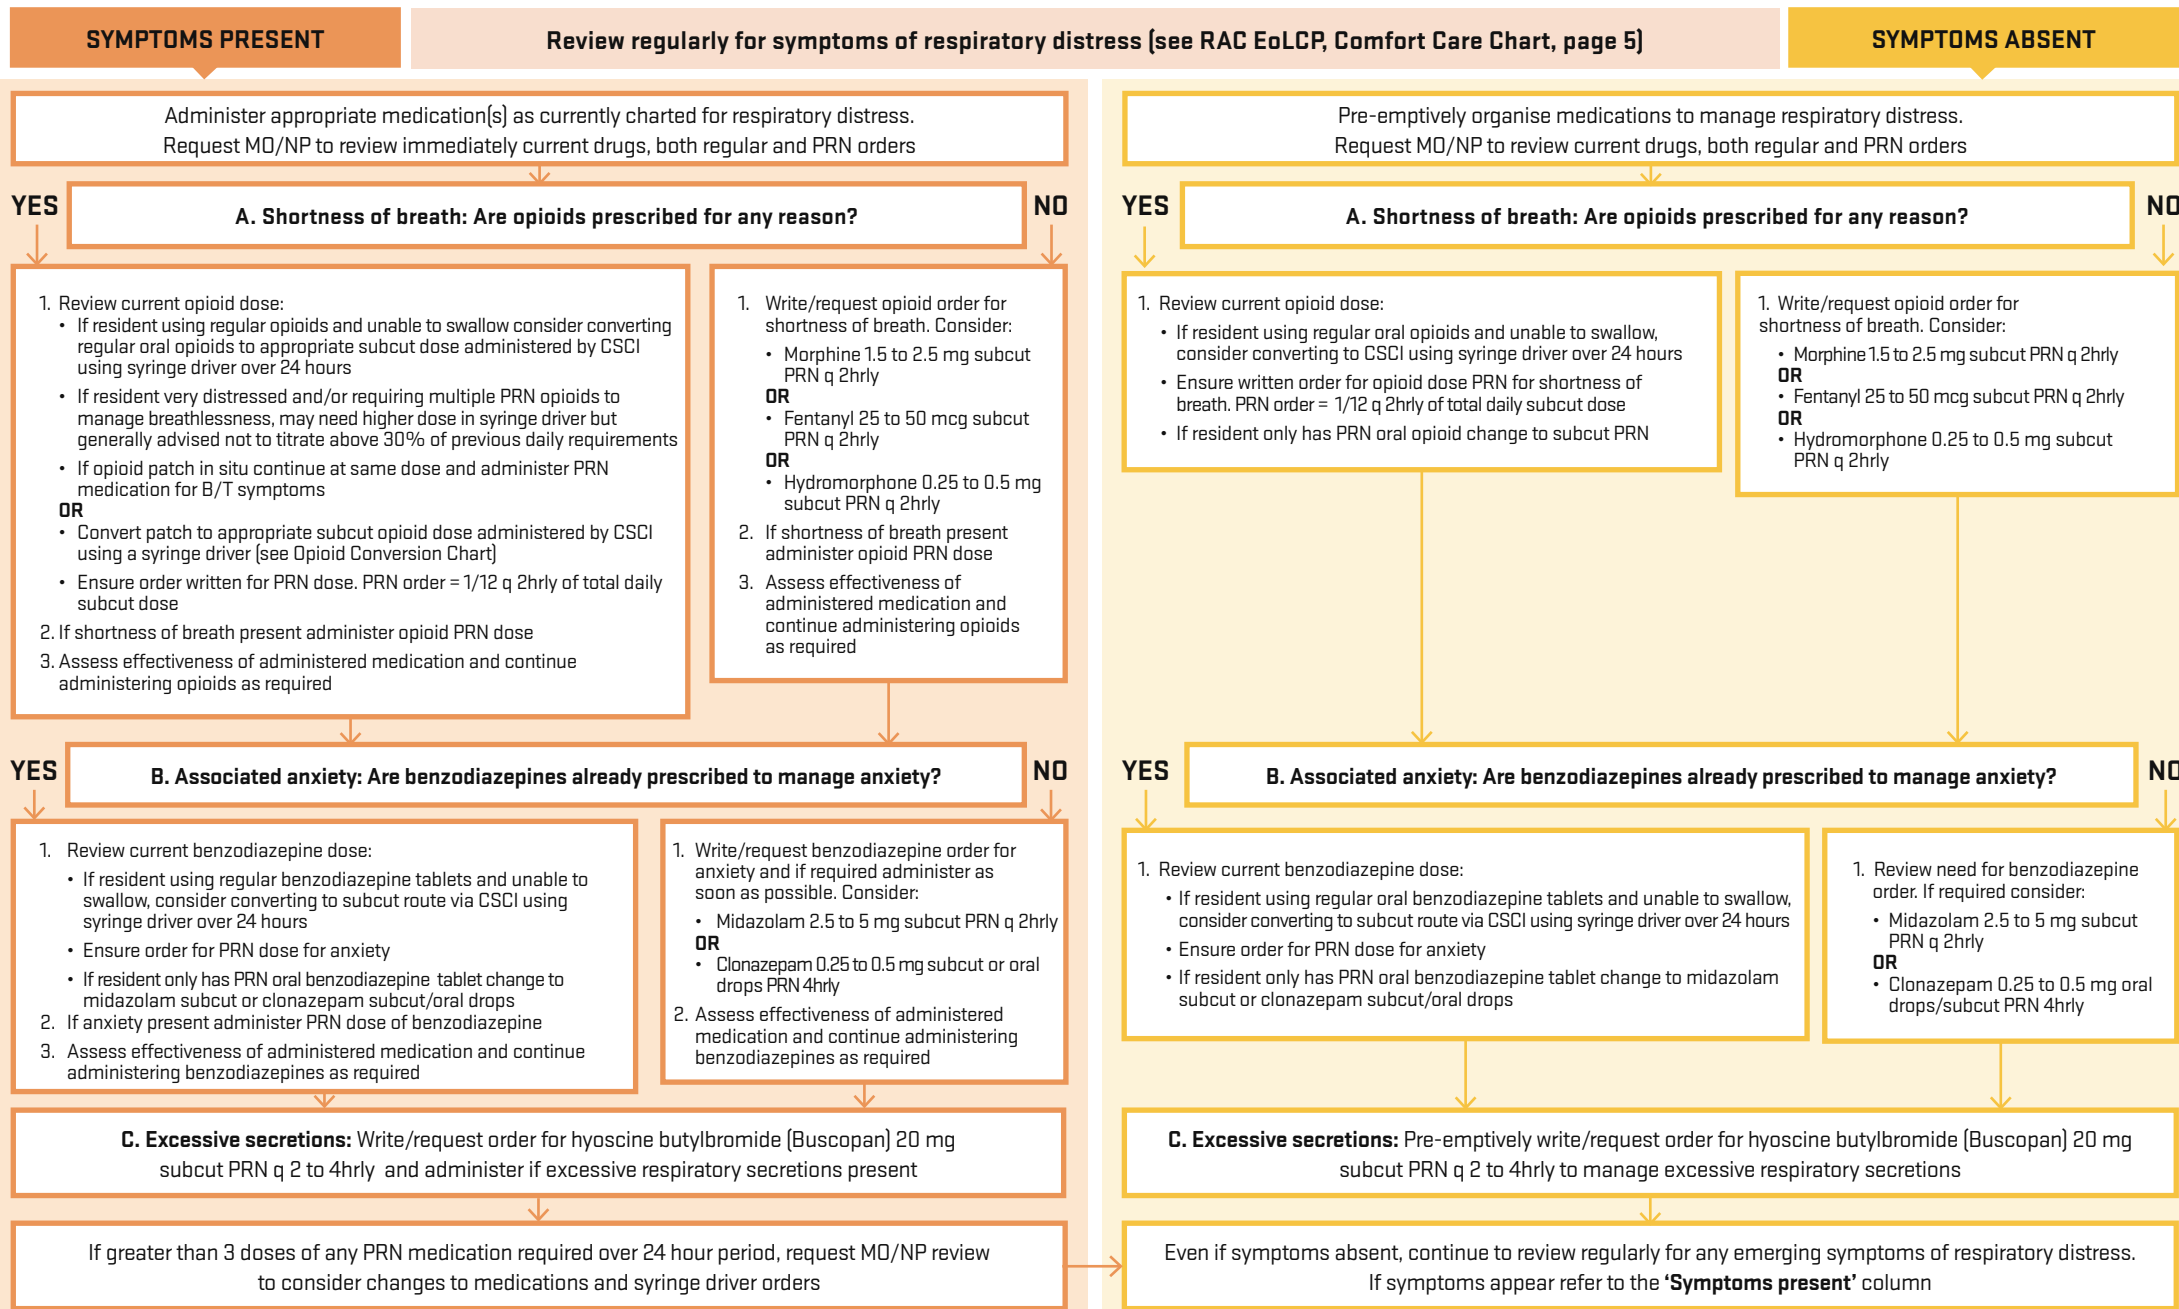 SYMPTOMS PRESENT
Review regularly for symptoms of respiratory distress (see RAC EoLCP, Comfort Care Chart, page 5)
SYMPTOMS ABSENT
Administer appropriate medication(s) as currently charted for respiratory distress.
Request MO/NP to review immediately current drugs, both regular and PRN orders
YES
A. Shortness of breath: Are opioids prescribed for any reason?
NO
1. Review current opioid dose:
• If resident using regular opioids and unable to swallow consider converting
regular oral opioids to appropriate subcut dose administered by CSCI
using syringe driver over 24 hours
• If resident very distressed and/or requiring multiple PRN opioids to
manage breathlessness, may need higher dose in syringe driver but
generally advised not to titrate above 30% of previous daily requirements
• If opioid patch in situ continue at same dose and administer PRN
medication for B/T symptoms
OR
• Convert patch to appropriate subcut opioid dose administered by CSCI
using a syringe driver (see Opioid Conversion Chart)
• Ensure order written for PRN dose. PRN order = 1/12 q 2hrly of total daily
subcut dose
2. If shortness of breath present administer opioid PRN dose
3. Assess effectiveness of administered medication and continue
administering opioids as required
1. Write/request opioid order for
shortness of breath. Consider:
• Morphine 1.5 to 2.5 mg subcut
PRN q 2hrly
OR
• Fentanyl 25 to 50 mcg subcut
PRN q 2hrly
OR
• Hydromorphone 0.25 to 0.5 mg
subcut PRN q 2hrly
2. If shortness of breath present
administer opioid PRN dose
3. Assess effectiveness of
administered medication and
continue administering opioids
as required
YES
B. Associated anxiety: Are benzodiazepines already prescribed to manage anxiety?
NO
1. Review current benzodiazepine dose:
• If resident using regular benzodiazepine tablets and unable to
swallow, consider converting to subcut route via CSCI using
syringe driver over 24 hours
• Ensure order for PRN dose for anxiety
• If resident only has PRN oral benzodiazepine tablet change to
midazolam subcut or clonazepam subcut/oral drops
2. If anxiety present administer PRN dose of benzodiazepine
3. Assess effectiveness of administered medication and continue
administering benzodiazepines as required
1. Write/request benzodiazepine order for
anxiety and if required administer as
soon as possible. Consider:
• Midazolam 2.5 to 5 mg subcut PRN q 2hrly
OR
• Clonazepam 0.25 to 0.5 mg subcut or oral
drops PRN 4hrly
2. Assess effectiveness of administered
medication and continue administering
benzodiazepines as required
C. Excessive secretions: Write/request order for hyoscine butylbromide (Buscopan) 20 mg
subcut PRN q 2 to 4hrly and administer if excessive respiratory secretions present
If greater than 3 doses of any PRN medication required over 24 hour period, request MO/NP review
to consider changes to medications and syringe driver orders
Pre-emptively organise medications to manage respiratory distress.
Request MO/NP to review current drugs, both regular and PRN orders
YES
A. Shortness of breath: Are opioids prescribed for any reason?
NO
1. Review current opioid dose:
• If resident using regular oral opioids and unable to swallow,
consider converting to CSCI using syringe driver over 24 hours
• Ensure written order for opioid dose PRN for shortness of
breath. PRN order = 1/12 q 2hrly of total daily subcut dose
• If resident only has PRN oral opioid change to subcut PRN
1. Write/request opioid order for
shortness of breath. Consider:
• Morphine 1.5 to 2.5 mg subcut PRN q 2hrly
OR
• Fentanyl 25 to 50 mcg subcut PRN q 2hrly
OR
• Hydromorphone 0.25 to 0.5 mg subcut
PRN q 2hrly
YES
B. Associated anxiety: Are benzodiazepines already prescribed to manage anxiety?
NO
1. Review current benzodiazepine dose:
• If resident using regular oral benzodiazepine tablets and unable to swallow,
consider converting to subcut route via CSCI using syringe driver over 24 hours
• Ensure order for PRN dose for anxiety
• If resident only has PRN oral benzodiazepine tablet change to midazolam
subcut or clonazepam subcut/oral drops
1. Review need for benzodiazepine
order. If required consider:
• Midazolam 2.5 to 5 mg subcut
PRN q 2hrly
OR
• Clonazepam 0.25 to 0.5 mg oral
drops/subcut PRN 4hrly
C. Excessive secretions: Pre-emptively write/request order for hyoscine butylbromide (Buscopan) 20 mg
subcut PRN q 2 to 4hrly to manage excessive respiratory secretions
Even if symptoms absent, continue to review regularly for any emerging symptoms of respiratory distress.
If symptoms appear refer to the ‘Symptoms present’ column